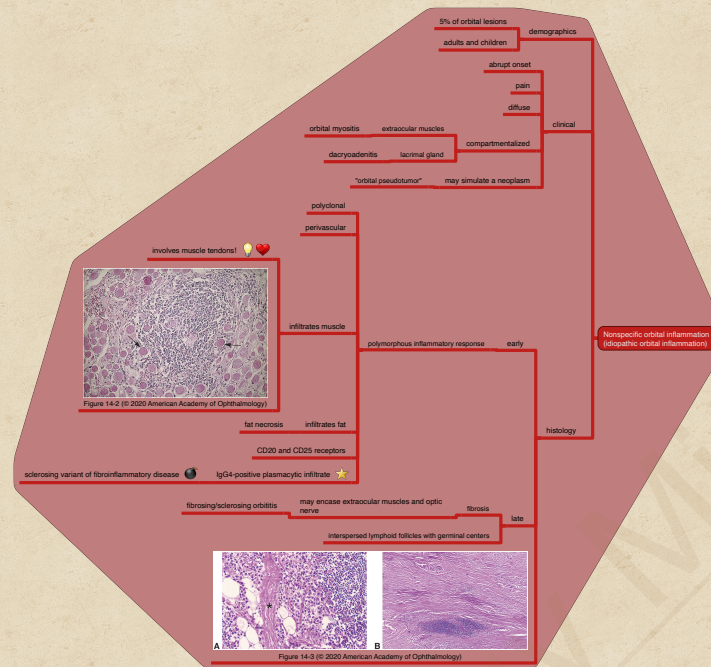 5% of orbital lesions
demographics
adults and children
abrupt onset
pain
diffuse
clinical
orbital myositis
extraocular muscles
compartmentalized
dacryoadenitis
lacrimal gland
"orbital pseudotumor"
may simulate a neoplasm
polyclonal
perivascular
involves muscle tendons!
infiltrates muscle
Figure 14-2 (© 2020 American Academy of Ophthalmology)
polymorphous inflammatory response
early
Nonspecific orbital inflammation
(idiopathic orbital inflammation)
fat necrosis
infiltrates fat
histology
CD20 and CD25 receptors
sclerosing variant of fibroinflammatory disease
IgG4-positive plasmacytic infiltrate
fibrosing/sclerosing orbititis
may encase extraocular muscles and optic
nerve
fibrosis
late
interspersed lymphoid follicles with germinal centers
*
A
B
Figure 14-3 (© 2020 American Academy of Ophthalmology)